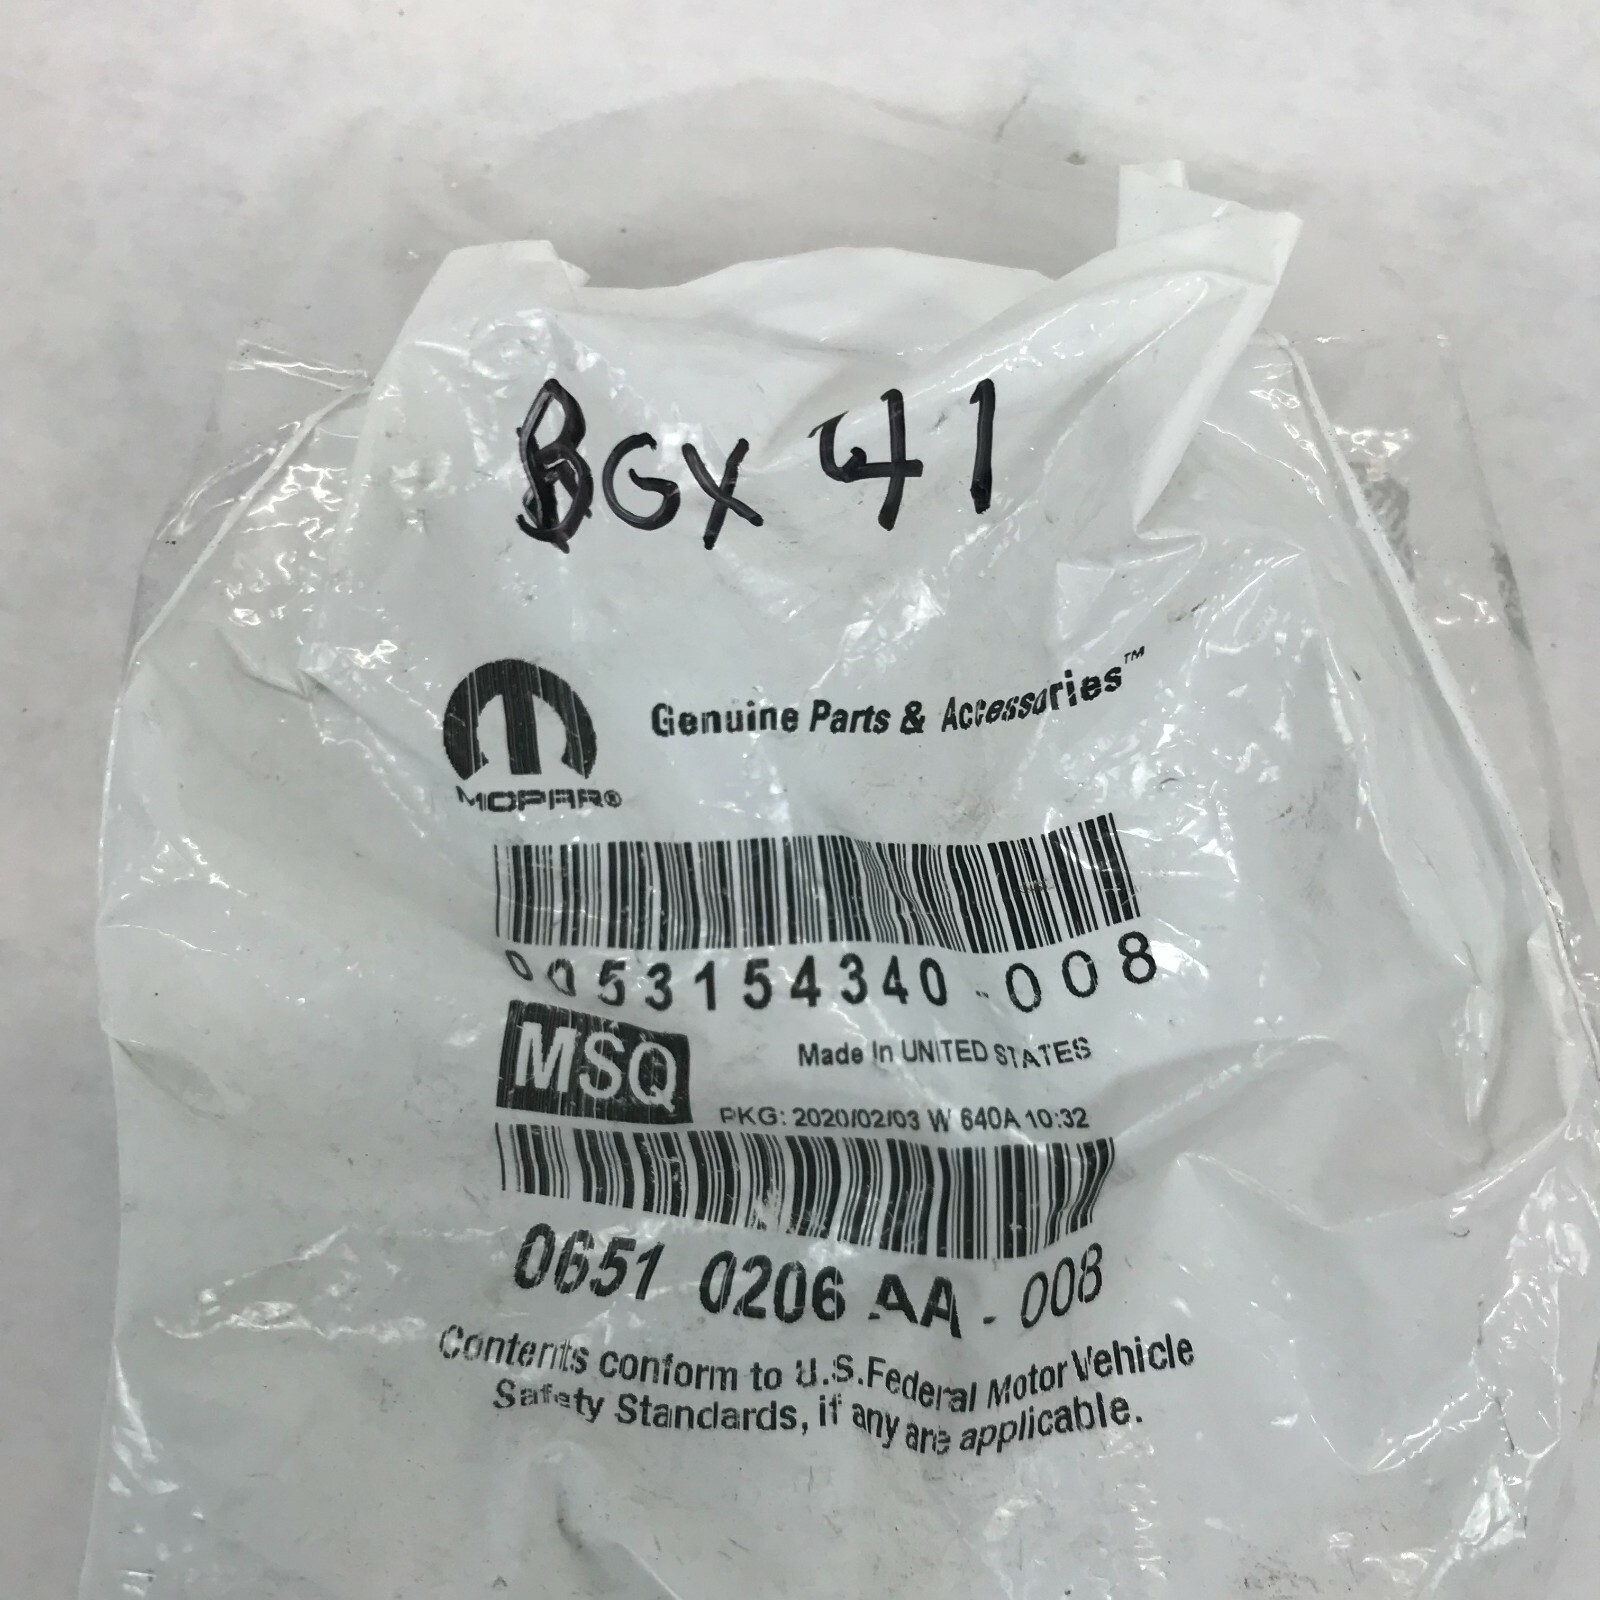 BGX 41
Genuine Parts & Accessories™
MOPAR®
0053154340-008
MSQ
Made In UNITED STATES
PKG: 2020/02/03 W 640A 10:32
0651 0206 AA - 008
Contents conform to U.S.Federal Motor Vehicle
Safety Standards, if any are applicable.